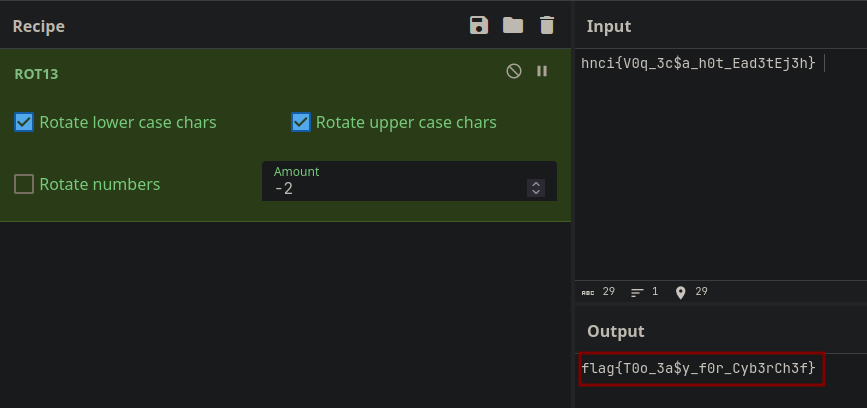 Recipe
ROT13
Rotate lower case chars
Rotate upper case chars
Rotate numbers
Amount
-2
Input
hnci{V0q_3c$a_h0t_Ead3tEj3h}
ABC 29 1 29
Output
flag{T0o_3a$y_f0r_Cyb3rCh3f}